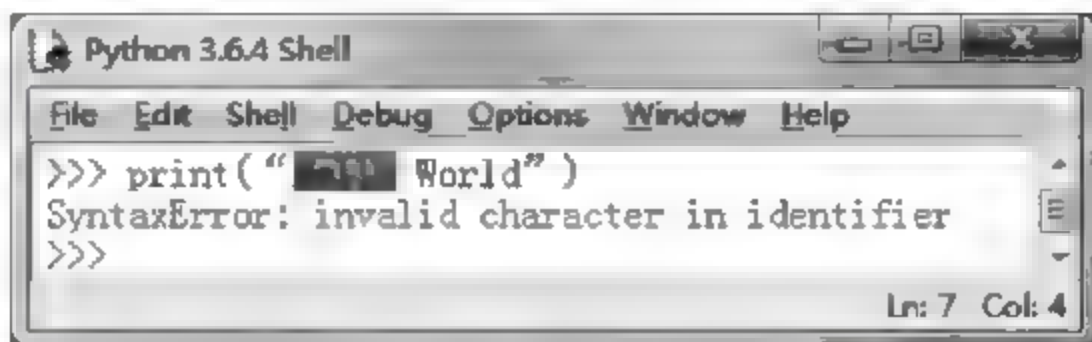 Python 3.6.4 Shell
File Edit Shell Debug Options Window Help
>>> print(“ World”)
SyntaxError: invalid character in identifier
>>>
Ln: 7 Col: 4